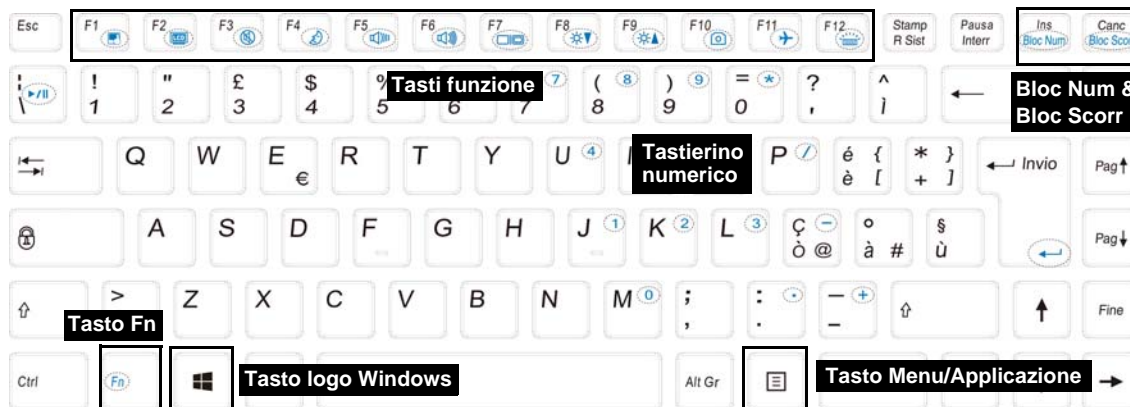 Esc F1 F2 F3 F4 F5 F6 F7 F8 F9 F10 F11 F12 Stamp Pausa Ins Canc
R Sist Interr Bloc Num Bloc Scor
¦ ! " £ $ % Tasti funzione 7 ( 8 ) 9 = * ? ^ Bloc Num &
\ 1 2 3 4 5 6 7 8 9 0 ' ì Bloc Scorr
Q W E R T Y U 4 Tastierino P / é { * } Invio Pag
€ numerico è [ + ]
A S D F G H J 1 K 2 L 3 ç - ° § Pag
ò @ à # ù
> Z X C V B N M 0 ; : . — + Fine
Tasto Fn , . –
Ctrl Fn Tasto logo Windows Alt Gr Tasto Menu/Applicazione